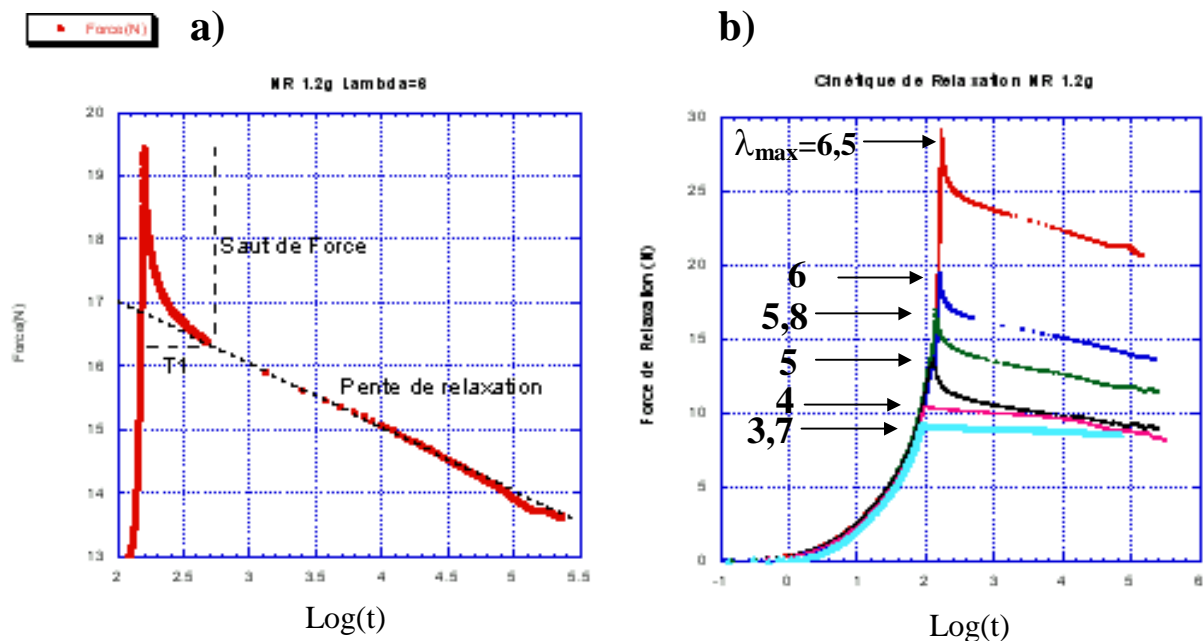 Force(N)
a)
NR 1.2g Lambda=6
20
19
18
17
16
15
14
13
Force(N)
Saut de Force
T1
Pente de relaxation
2
2.5
3
3.5
4
4.5
5
5.5
Log(t)
b)
Cinétique de Relaxation NR 1.2g
30
25
20
15
10
5
0
Force de Relaxation (N)
λmax=6,5
6
5,8
5
4
3,7
-1
0
1
2
3
4
5
6
Log(t)